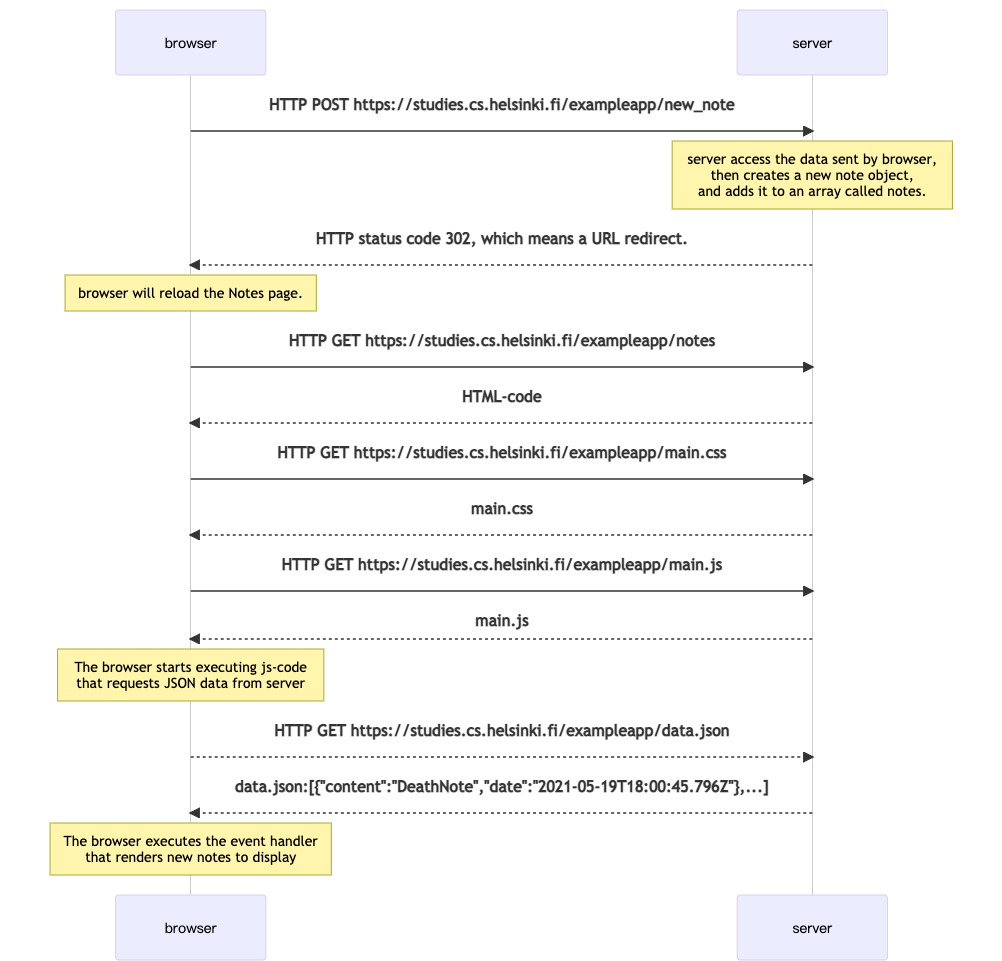 browser
server
HTTP POST https://studies.cs.helsinki.fi/exampleapp/new_note
server access the data sent by browser,
then creates a new note object,
and adds it to an array called notes.
HTTP status code 302, which means a URL redirect.
browser will reload the Notes page.
HTTP GET https://studies.cs.helsinki.fi/exampleapp/notes
HTML-code
HTTP GET https://studies.cs.helsinki.fi/exampleapp/main.css
main.css
HTTP GET https://studies.cs.helsinki.fi/exampleapp/main.js
main.js
The browser starts executing js-code
that requests JSON data from server
HTTP GET https://studies.cs.helsinki.fi/exampleapp/data.json
data.json:[{"content":"DeathNote","date":"2021-05-19T18:00:45.796Z"},...]
The browser executes the event handler
that renders new notes to display
browser
server